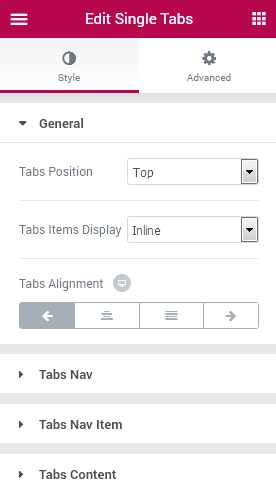 Edit Single Tabs
Style
Advanced
General
Tabs Position
Top
Tabs Items Display
Inline
Tabs Alignment
Tabs Nav
Tabs Nav Item
Tabs Content